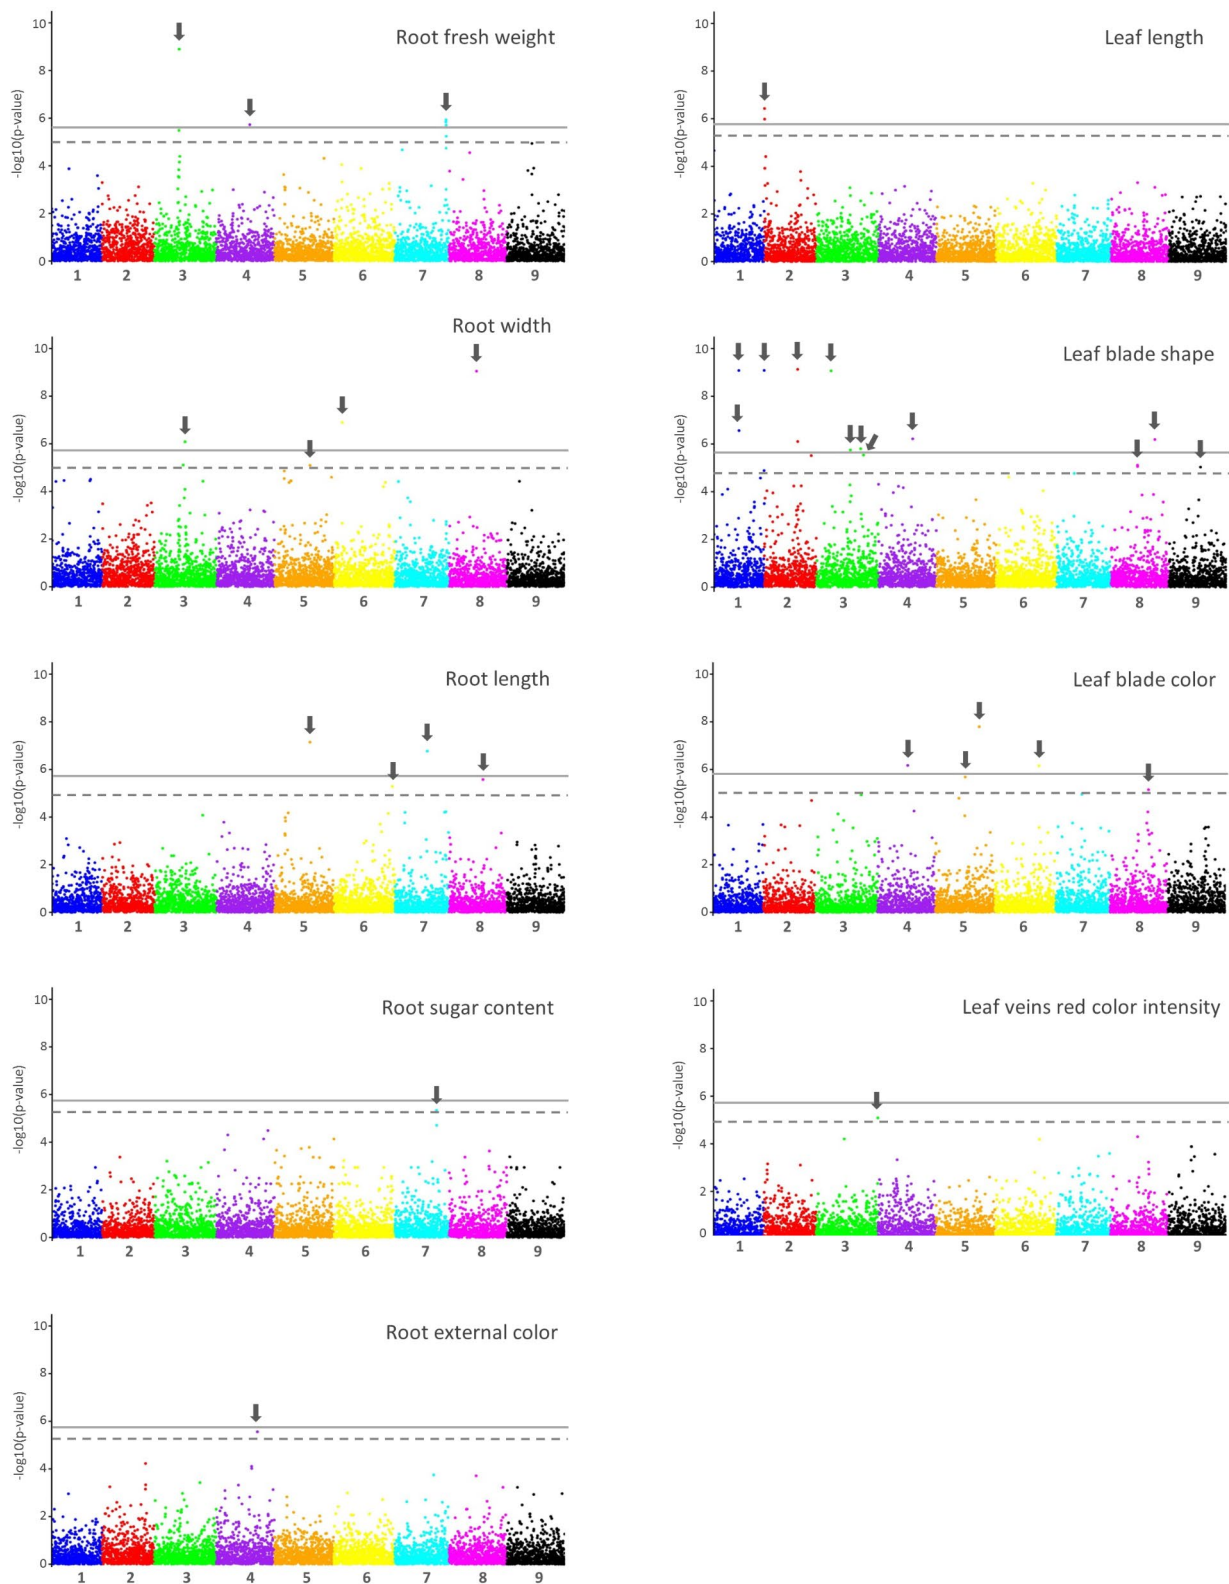 Root fresh weight
-log10(p-value)
10
8
6
4
2
0
1 2 3 4 5 6 7 8 9
Leaf length
-log10(p-value)
10
8
6
4
2
0
1 2 3 4 5 6 7 8 9
Root width
-log10(p-value)
10
8
6
4
2
0
1 2 3 4 5 6 7 8 9
Leaf blade shape
-log10(p-value)
10
8
6
4
2
0
1 2 3 4 5 6 7 8 9
Root length
-log10(p-value)
10
8
6
4
2
0
1 2 3 4 5 6 7 8 9
Leaf blade color
-log10(p-value)
10
8
6
4
2
0
1 2 3 4 5 6 7 8 9
Root sugar content
-log10(p-value)
10
8
6
4
2
0
1 2 3 4 5 6 7 8 9
Leaf veins red color intensity
-log10(p-value)
10
8
6
4
2
0
1 2 3 4 5 6 7 8 9
Root external color
-log10(p-value)
10
8
6
4
2
0
1 2 3 4 5 6 7 8 9